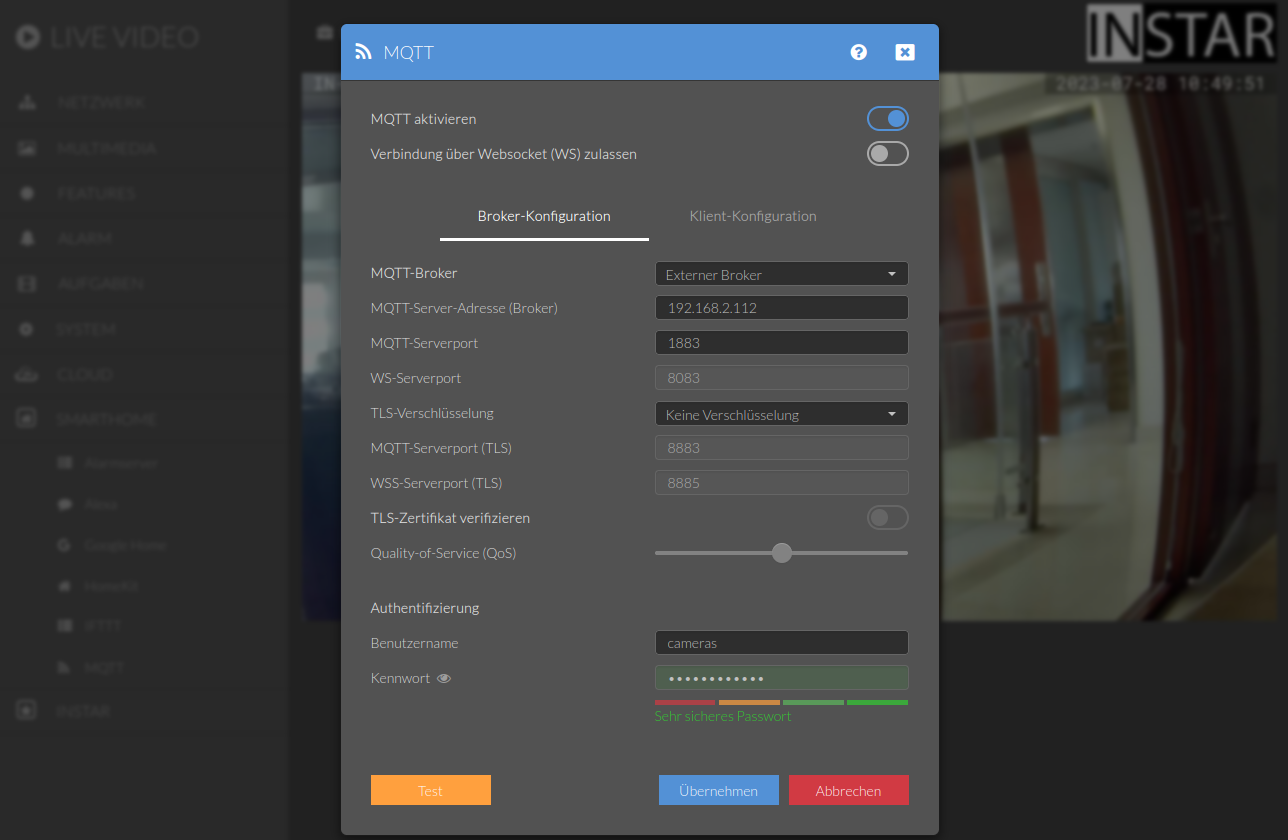 LIVE VIDEO
INSTAR
2023-07-28 10:49:51
NETZWERK
MULTIMEDIA
FEATURES
ALARM
AUFGABEN
SYSTEM
CLOUD
SMARTHOME
Alarmserver
Alexa
Google Home
HomeKit
IFTTT
MQTT
INSTAR
MQTT
MQTT aktivieren
Verbindung über Websocket (WS) zulassen
Broker-Konfiguration Klient-Konfiguration
MQTT-Broker Externer Broker
MQTT-Server-Adresse (Broker) 192.168.2.112
MQTT-Serverport 1883
WS-Serverport 8083
TLS-Verschlüsselung Keine Verschlüsselung
MQTT-Serverport (TLS) 8883
WSS-Serverport (TLS) 8885
TLS-Zertifikat verifizieren
Quality-of-Service (QoS)
Authentifizierung
Benutzername cameras
Kennwort ••••••••••••
Sehr sicheres Passwort
Test Übernehmen Abbrechen